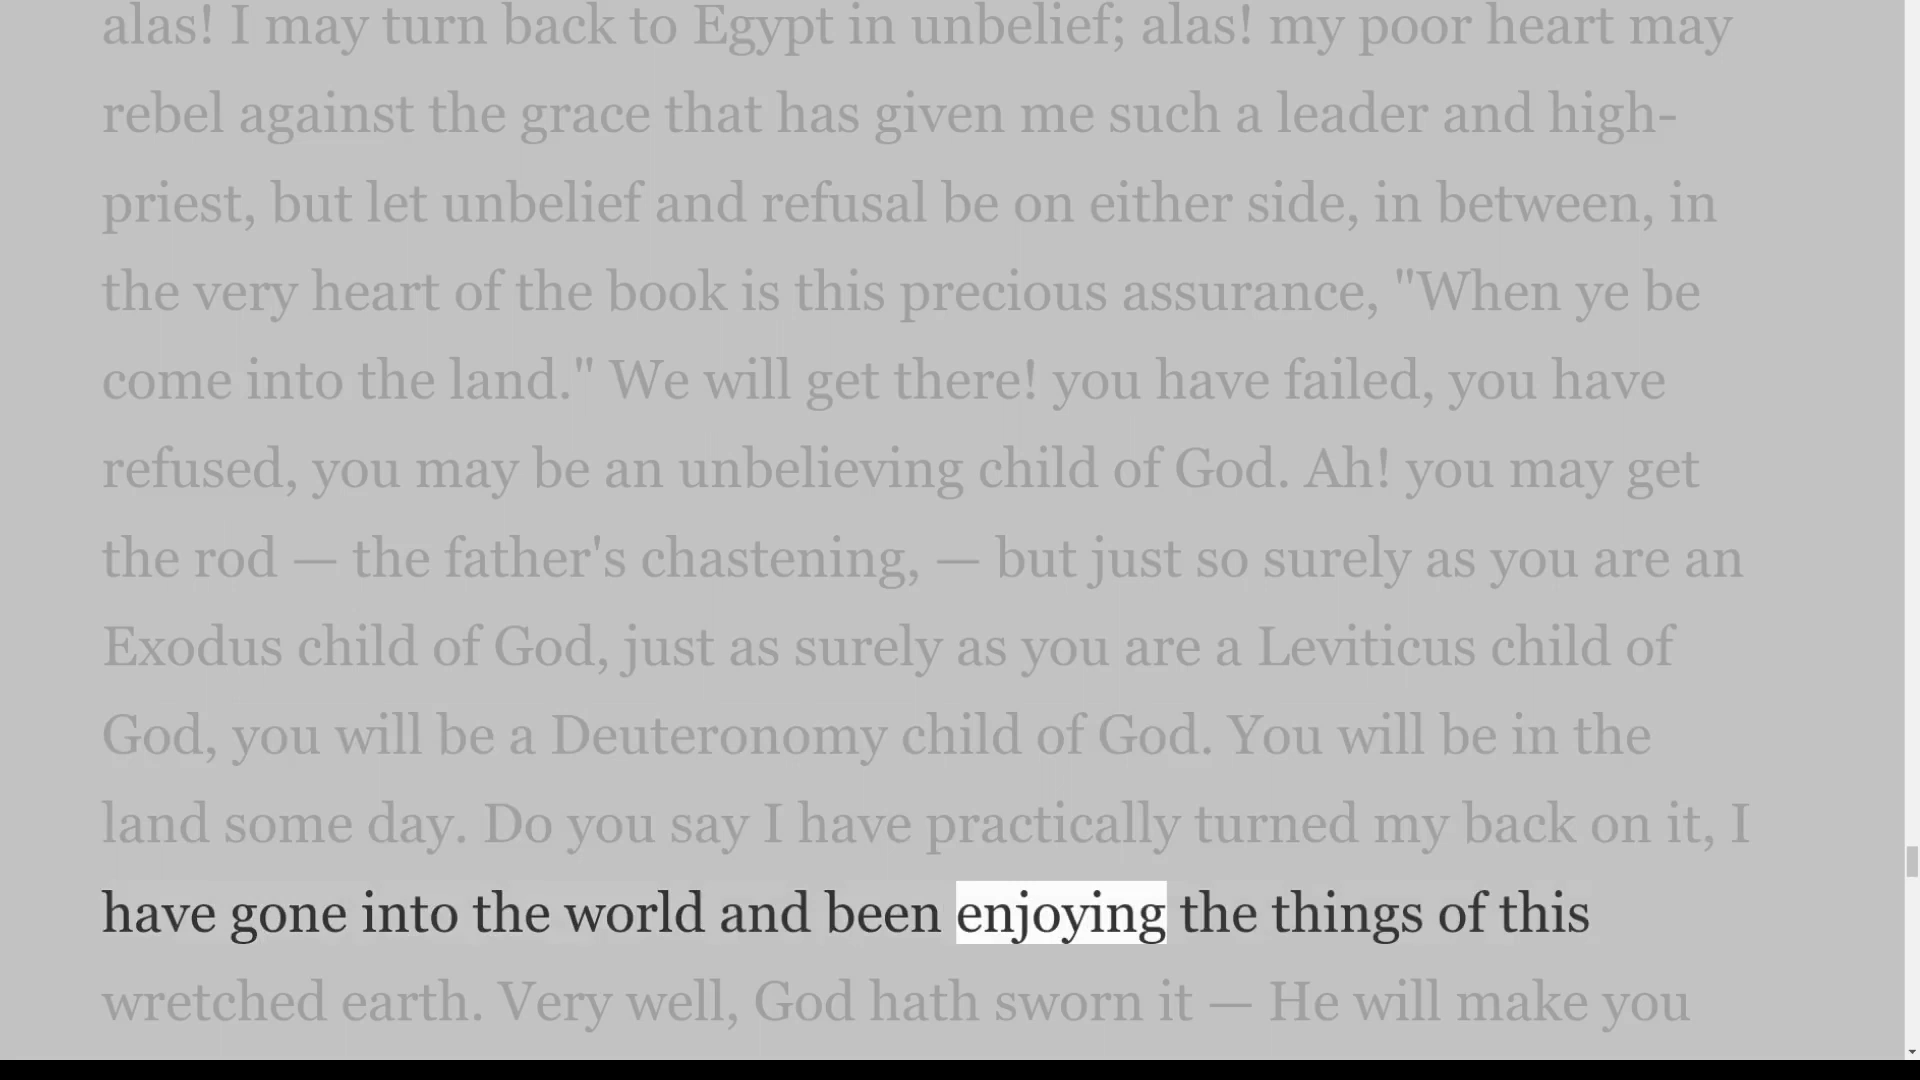 alas! I may turn back to Egypt in unbelief; alas! my poor heart may
rebel against the grace that has given me such a leader and high-
priest, but let unbelief and refusal be on either side, in between, in
the very heart of the book is this precious assurance, "When ye be
come into the land." We will get there! you have failed, you have
refused, you may be an unbelieving child of God. Ah! you may get
the rod — the father's chastening, — but just so surely as you are an
Exodus child of God, just as surely as you are a Leviticus child of
God, you will be a Deuteronomy child of God. You will be in the
land some day. Do you say I have practically turned my back on it, I
have gone into the world and been enjoying the things of this
wretched earth. Very well, God hath sworn it — He will make you